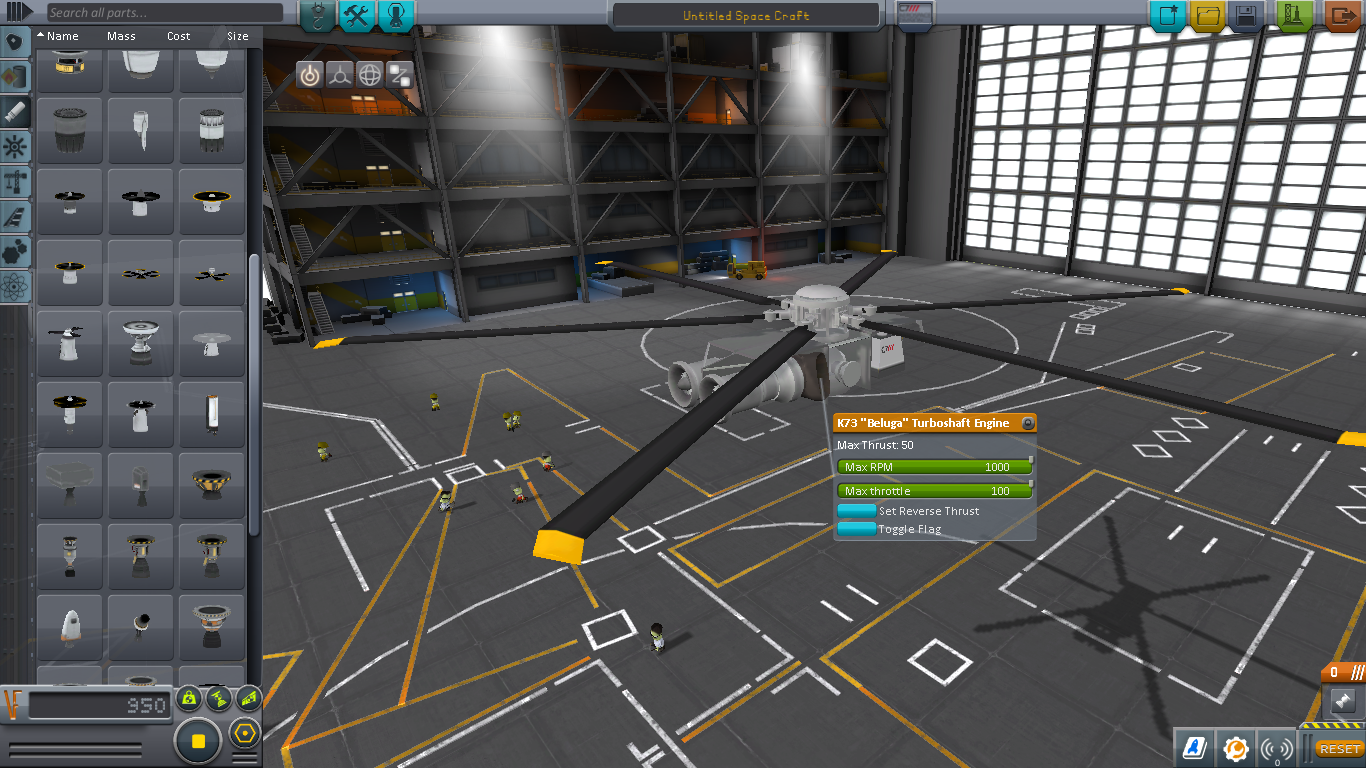 Search all parts...
Untitled Space Craft
Name Mass Cost Size
K73 "Beluga" Turboshaft Engine
Max Thrust: 50
Max RPM 1000
Max throttle 100
Set Reverse Thrust
Toggle Flag
950
0
0
RESET